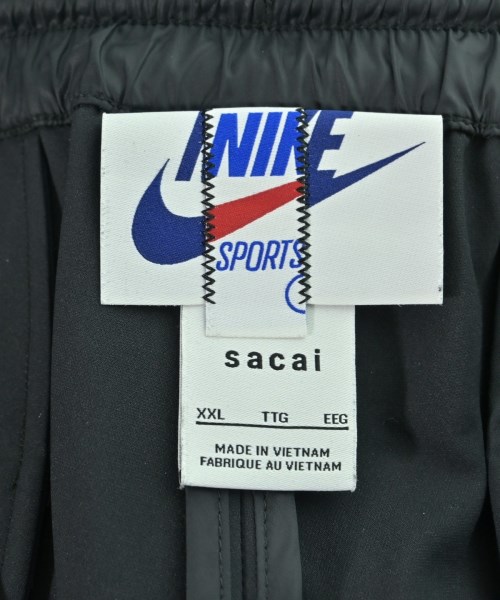 NIKE
SPORTS
sacai
XXL TTG EEG
MADE IN VIETNAM
FABRIQUE AU VIETNAM